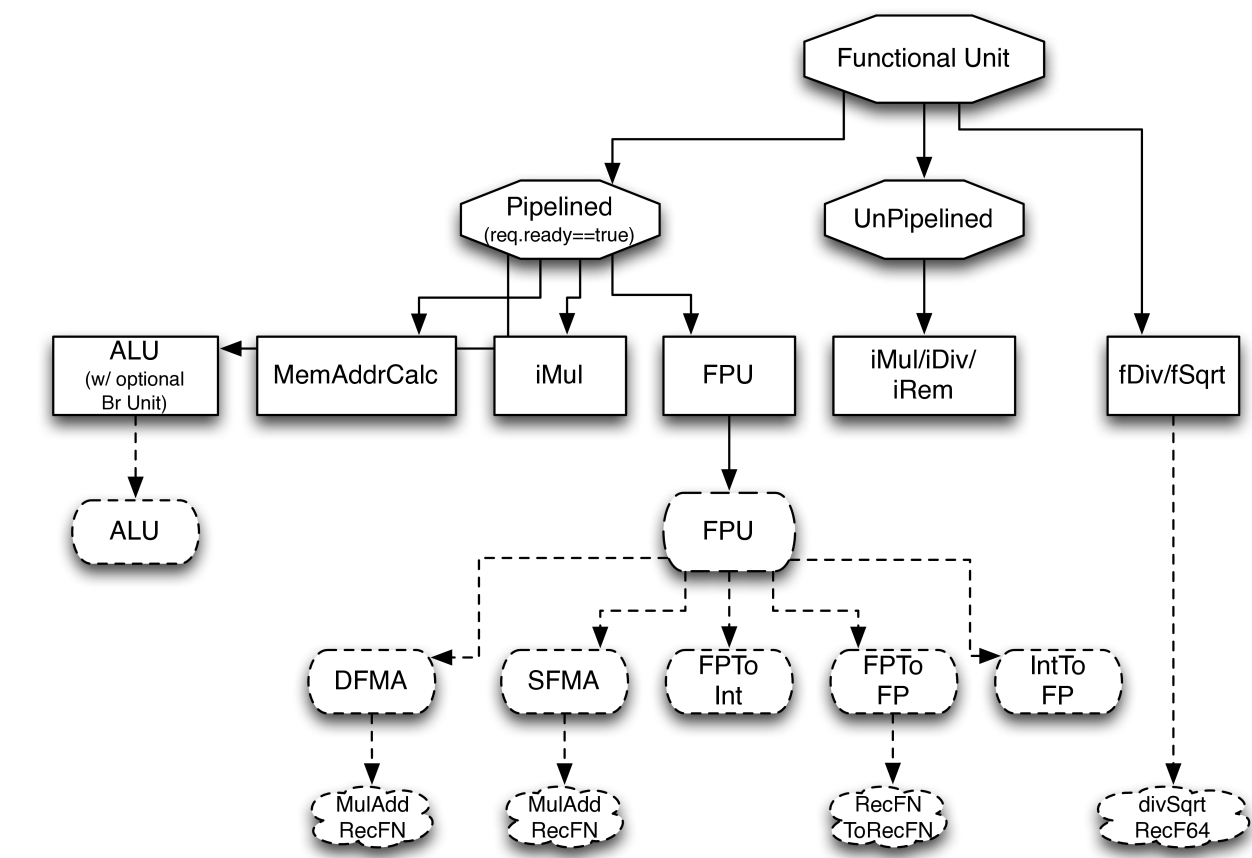 Functional Unit
Pipelined
(req.ready==true)
UnPipelined
ALU
(w/ optional
Br Unit)
MemAddrCalc
iMul
FPU
iMul/iDiv/
iRem
fDiv/fSqrt
ALU
FPU
DFMA
SFMA
FPTo
Int
FPTo
FP
IntTo
FP
MulAdd
RecFN
MulAdd
RecFN
RecFN
ToRecFN
divSqrt
RecF64